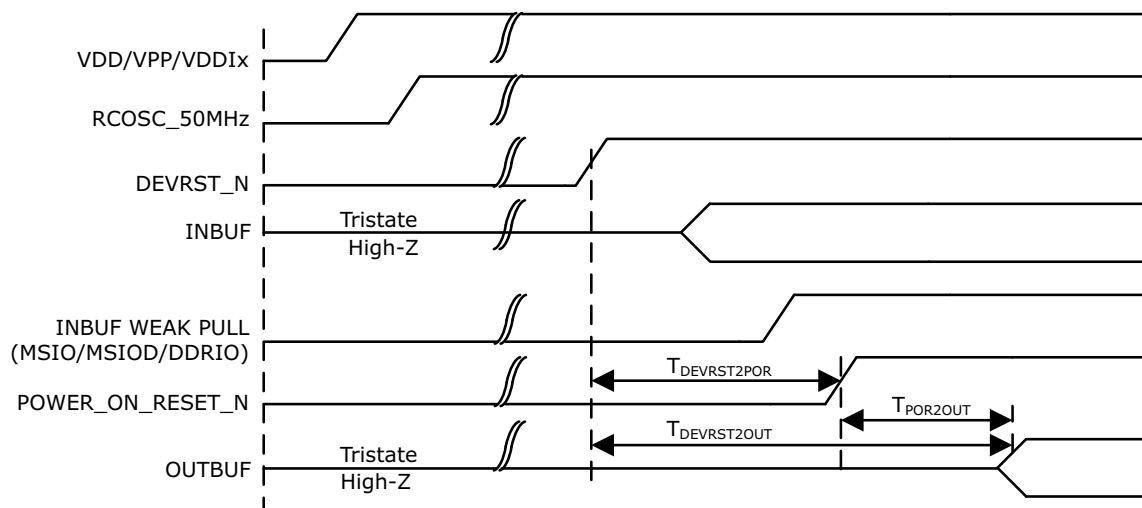 VDD/VPP/VDDIx
RCOSC_50MHz
DEVRST_N
INBUF
Tristate
High-Z
INBUF WEAK PULL
(MSIO/MSIOD/DDRIO)
TDEVRST2POR
POWER_ON_RESET_N
TPOR2OUT
TDEVRST2OUT
OUTBUF
Tristate
High-Z